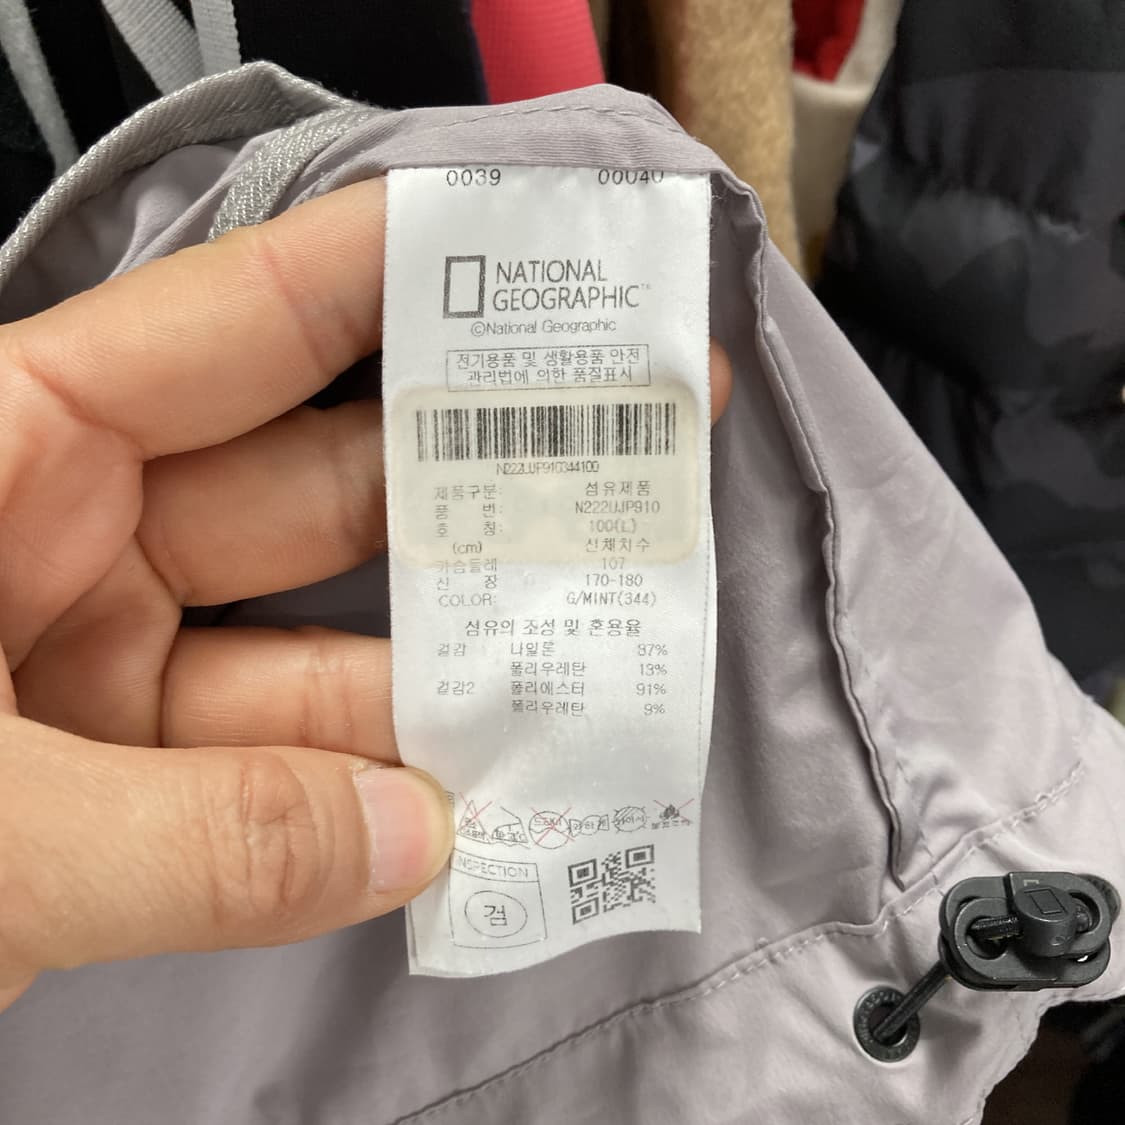 0039 00040
NATIONAL
GEOGRAPHIC™
©National Geographic
전기용품 및 생활용품 안전
관리법에 의한 품질표시
N222UJP910344100
제품구분: 섬유제품
품 번: N222UJP910
호 칭: 100(L)
(cm) 신체치수
가슴둘레 107
신 장 170-180
COLOR: G/MINT(344)
섬유의 조성 및 혼용율
겉감 나일론 87%
폴리우레탄 13%
겉감2 폴리에스터 91%
폴리우레탄 9%
드라이
INSPECTION
검